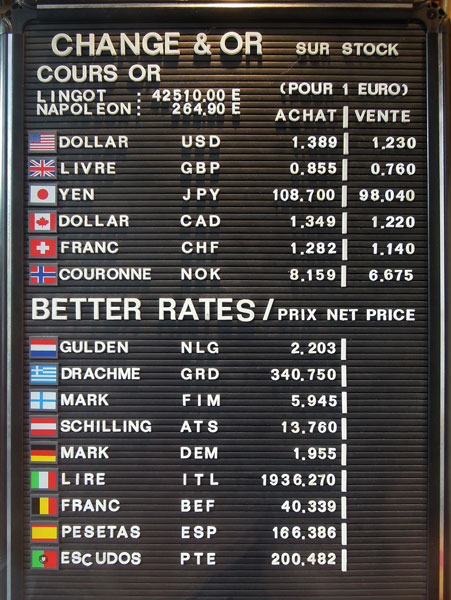 CHANGE & OR SUR STOCK
COURS OR
LINGOT : 42510,00 E (POUR 1 EURO)
NAPOLEON : 264,90 E
ACHAT VENTE
DOLLAR USD 1,389 1,230
LIVRE GBP 0,855 0,760
YEN JPY 108,700 98,040
DOLLAR CAD 1,349 1,220
FRANC CHF 1,282 1,140
COURONNE NOK 8,159 6,675
BETTER RATES / PRIX NET PRICE
GULDEN NLG 2,203
DRACHME GRD 340,750
MARK FIM 5,945
SCHILLING ATS 13,760
MARK DEM 1,955
LIRE ITL 1936,270
FRANC BEF 40,339
PESETAS ESP 166,386
ESCUDOS PTE 200,482